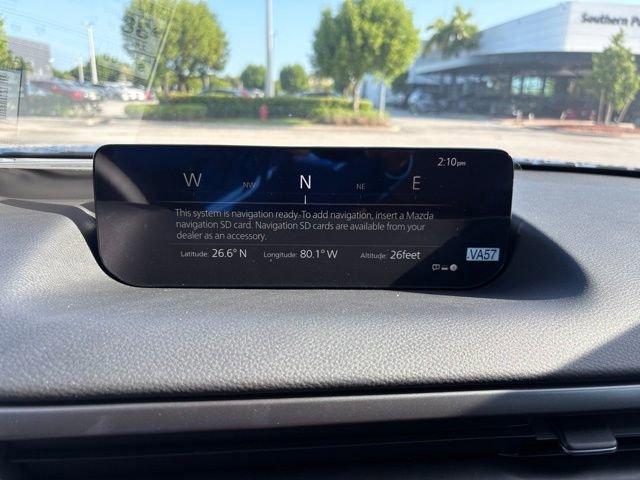 Southern Po
2:10pm
W NW N NE E
This system is navigation ready-To add navigation, insert a Mazda
navigation SD card. Navigation SD cards are available from your
dealer as an accessory.
Latitude: 26.6° N Longitude: 80.1° W Altitude: 26feet
.VA57